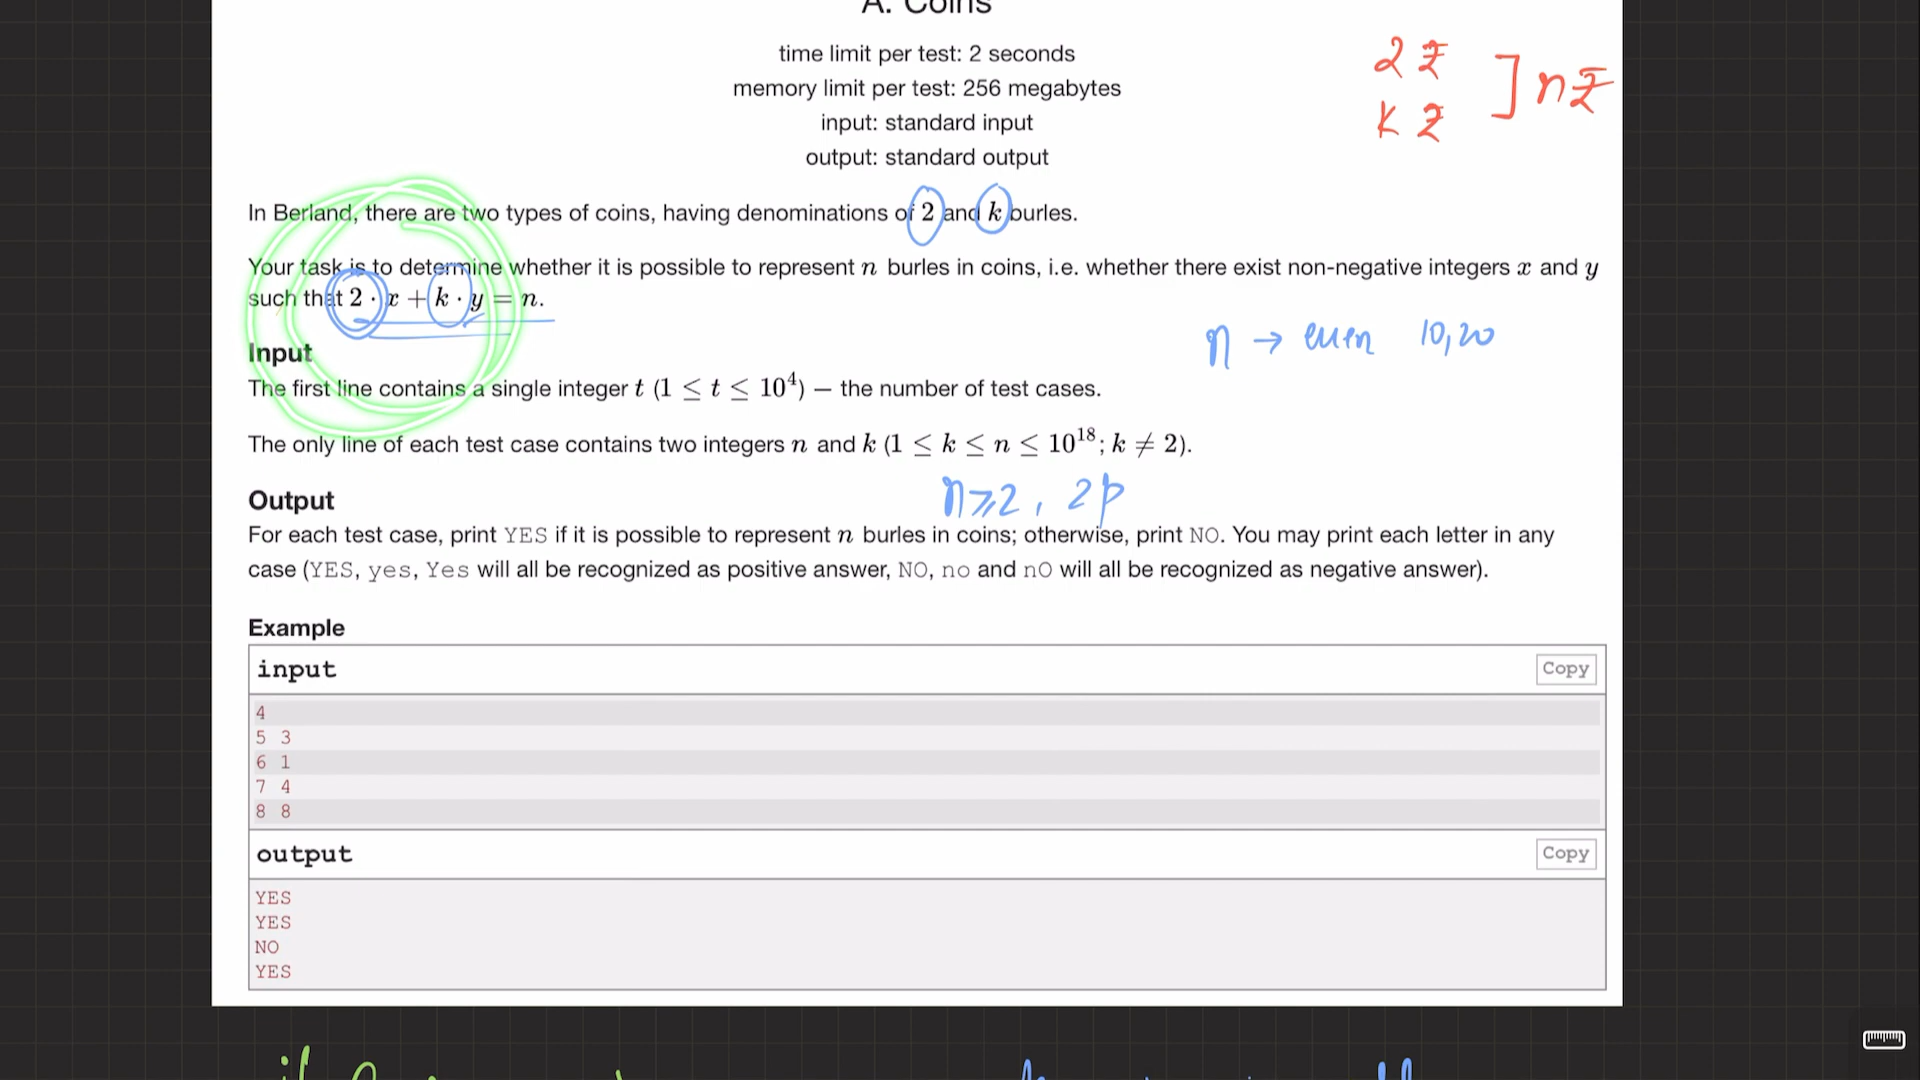 A. Coins
time limit per test: 2 seconds
memory limit per test: 256 megabytes
input: standard input
output: standard output
2 ₹
k ₹
] n ₹
In Berland, there are two types of coins, having denominations of 2 and k burles.
Your task is to determine whether it is possible to represent n burles in coins, i.e. whether there exist non-negative integers x and y
such that 2 · x + k · y = n.
n → even 10,20
Input
The first line contains a single integer t (1 ≤ t ≤ 10⁴) — the number of test cases.
The only line of each test case contains two integers n and k (1 ≤ k ≤ n ≤ 10¹⁸; k ≠ 2).
n≥2, 2p
Output
For each test case, print YES if it is possible to represent n burles in coins; otherwise, print NO. You may print each letter in any
case (YES, yes, Yes will all be recognized as positive answer, NO, no and nO will all be recognized as negative answer).
Example
input
Copy
4
5 3
6 1
7 4
8 8
output
Copy
YES
YES
NO
YES